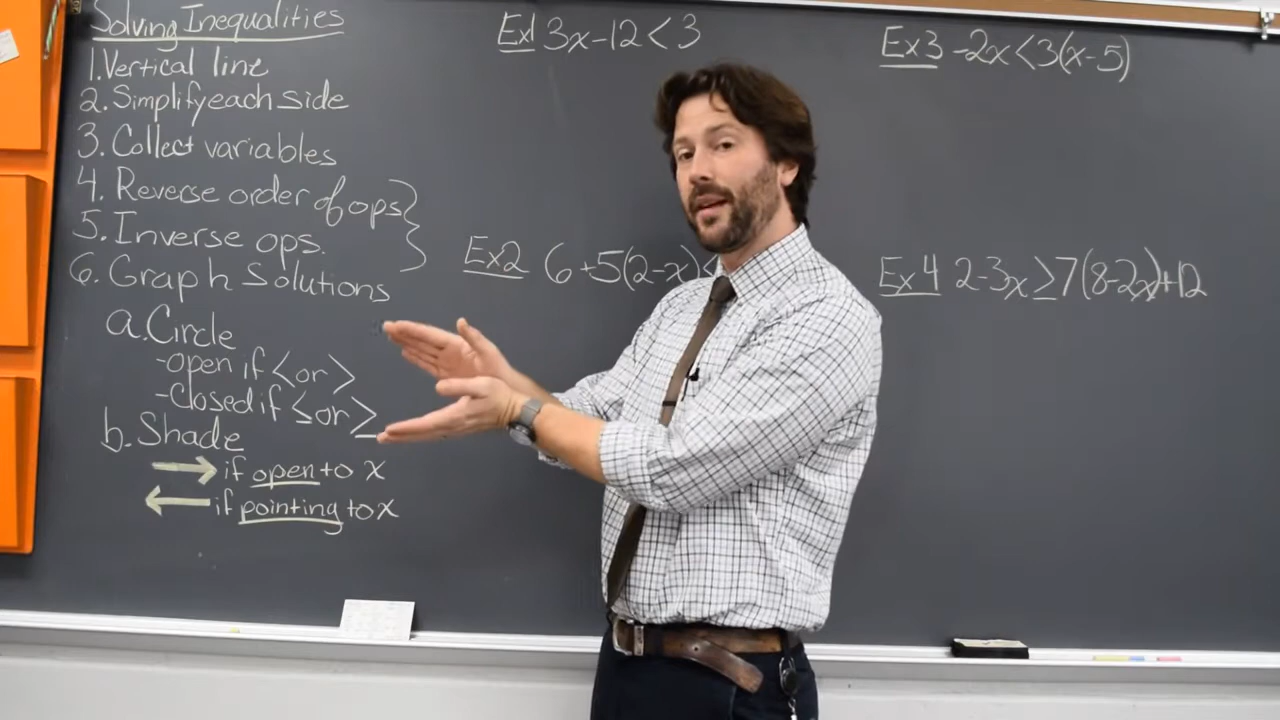 Solving Inequalities
1. Vertical line
2. Simplify each side
3. Collect variables
4. Reverse order of ops
5. Inverse ops.
6. Graph Solutions
a. Circle
-open if < or >
-Closed if ≤ or ≥
b. Shade
→ if open to x
← if pointing to x
Ex1 3x-12<3
Ex2 6+5(2-x)
Ex3 -2x<3(x-5)
Ex4 2-3x≥7(8-2x)+12